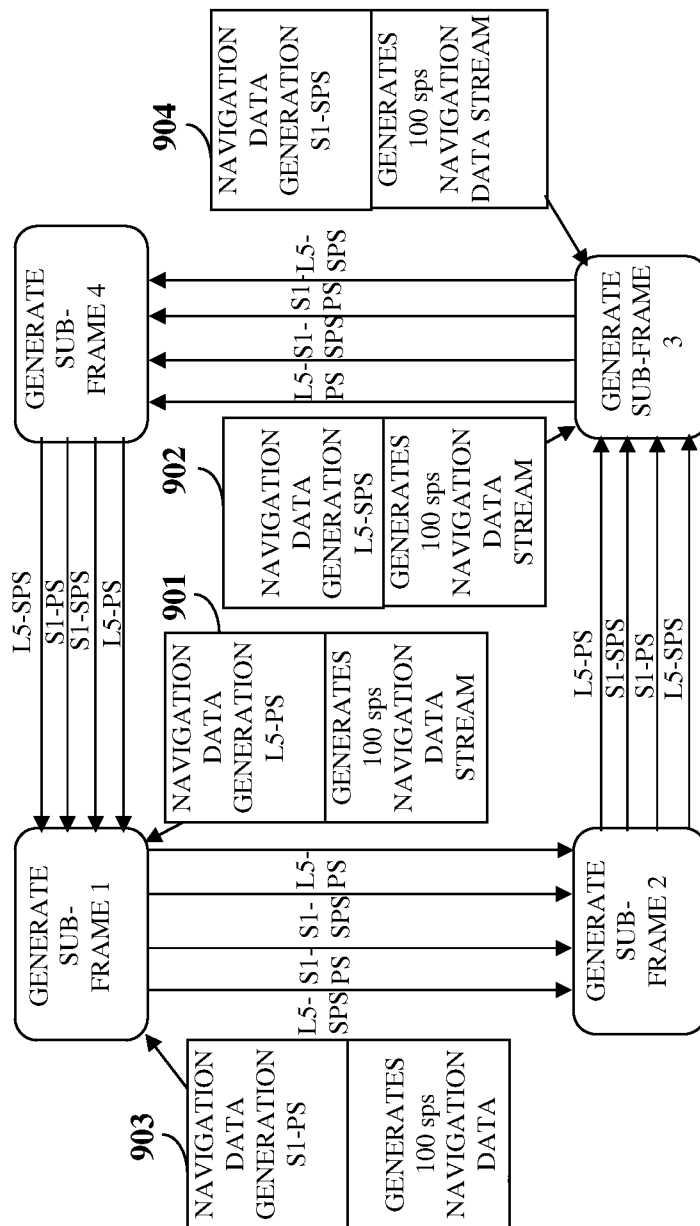 GENERATE
SUB-
FRAME 1
L5-SPS
S1-PS
S1-SPS
L5-PS
GENERATE
SUB-
FRAME 4
903
NAVIGATION
DATA
GENERATION
S1-PS
GENERATES
100 sps
NAVIGATION
DATA
L5-S1-S1-L5-
SPS PS SPS PS
901
NAVIGATION
DATA
GENERATION
L5-PS
GENERATES
100 sps
NAVIGATION
DATA
STREAM
902
NAVIGATION
DATA
GENERATION
L5-SPS
GENERATES
100 sps
NAVIGATION
DATA
STREAM
L5-S1-S1-L5-
PS SPS PS SPS
904
NAVIGATION
DATA
GENERATION
S1-SPS
GENERATES
100 sps
NAVIGATION
DATA STREAM
GENERATE
SUB-
FRAME 2
L5-PS
S1-SPS
S1-PS
L5-SPS
GENERATE
SUB-FRAME
3